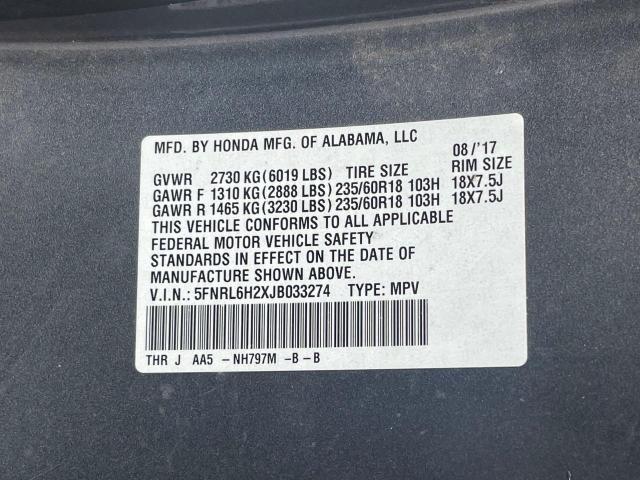 MFD. BY HONDA MFG. OF ALABAMA, LLC 08/'17
GVWR 2730 KG (6019 LBS) TIRE SIZE RIM SIZE
GAWR F 1310 KG (2888 LBS) 235/60R18 103H 18X7.5J
GAWR R 1465 KG (3230 LBS) 235/60R18 103H 18X7.5J
THIS VEHICLE CONFORMS TO ALL APPLICABLE
FEDERAL MOTOR VEHICLE SAFETY
STANDARDS IN EFFECT ON THE DATE OF
MANUFACTURE SHOWN ABOVE.
V.I.N.: 5FNRL6H2XJB033274 TYPE: MPV
THR J AA5 -NH797M -B-B